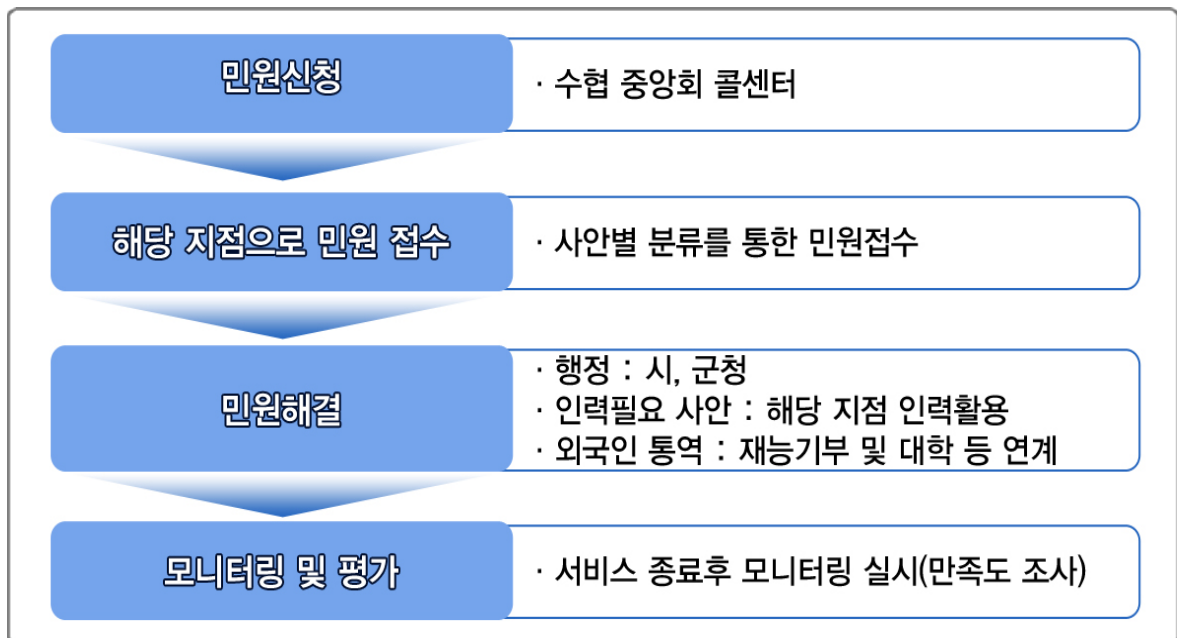 민원신청
· 수협 중앙회 콜센터
해당 지점으로 민원 접수
· 사안별 분류를 통한 민원접수
민원해결
· 행정 : 시, 군청
· 인력필요 사안 : 해당 지점 인력활용
· 외국인 통역 : 재능기부 및 대학 등 연계
모니터링 및 평가
· 서비스 종료후 모니터링 실시(만족도 조사)